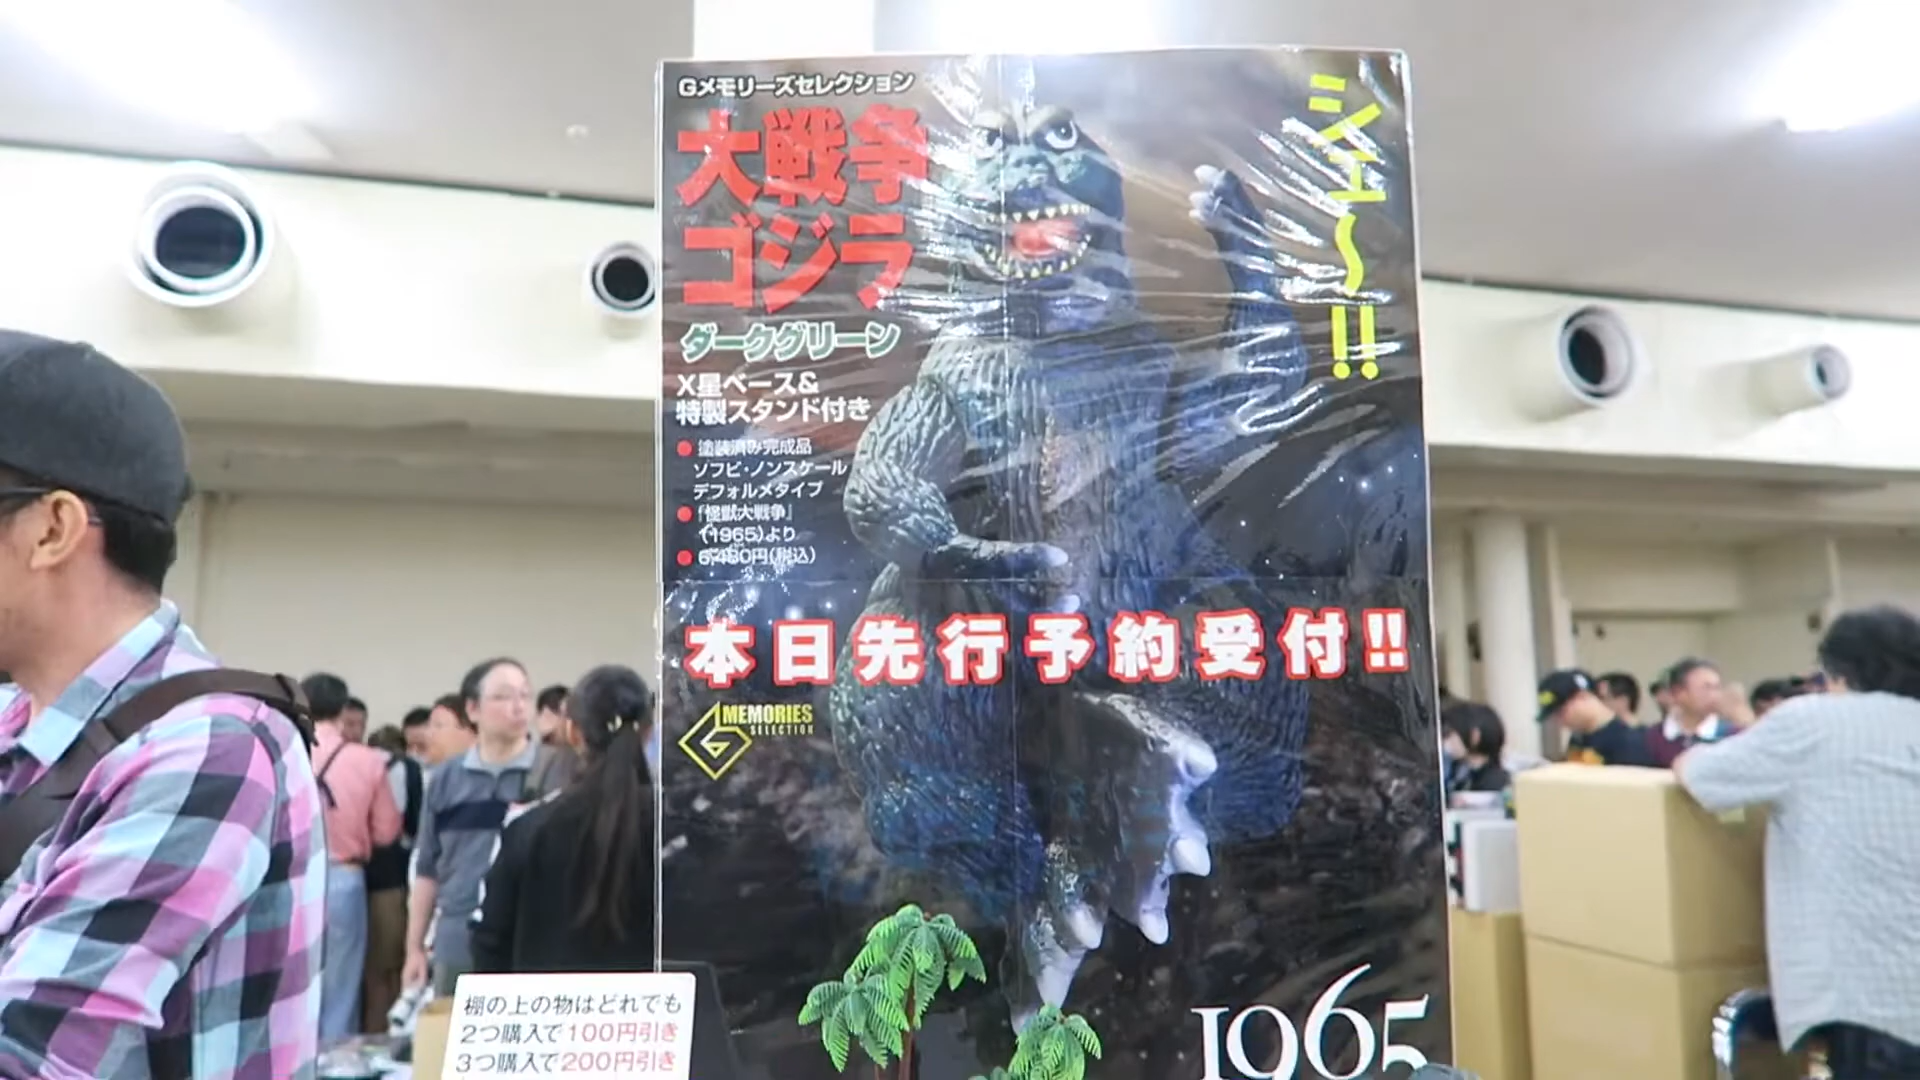 Gメモリーズセレクション
大戦争
ゴジラ
ダークグリーン
X星ベース&
特製スタンド付き
塗装済み完成品
ソフビ・ノンスケール
デフォルメタイプ
「怪獣大戦争」
(1965)より
6,480円(税込)
シェ〜!!
本日先行予約受付!!
G MEMORIES
SELECTION
1965
棚の上の物はどれでも
2つ購入で100円引き
3つ購入で200円引き